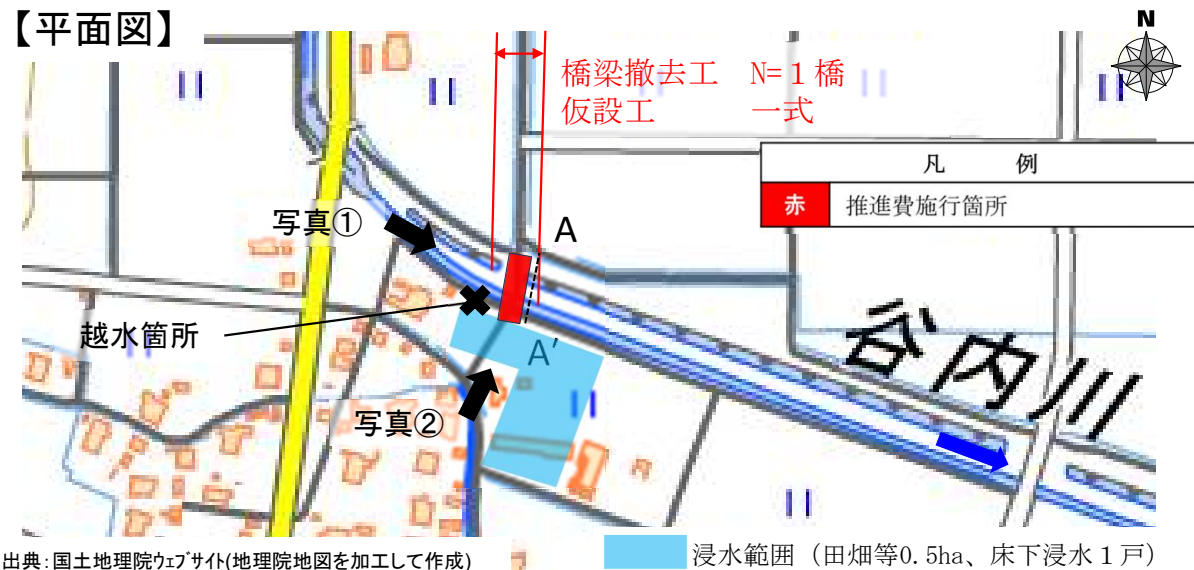 【平面図】
N
橋梁撤去工 N=1橋
仮設工 一式
凡 例
赤 推進費施行箇所
写真①
A
越水箇所
A'
写真②
谷内川
浸水範囲（田畑等0.5ha、床下浸水１戸）
出典：国土地理院ウェブサイト(地理院地図を加工して作成)